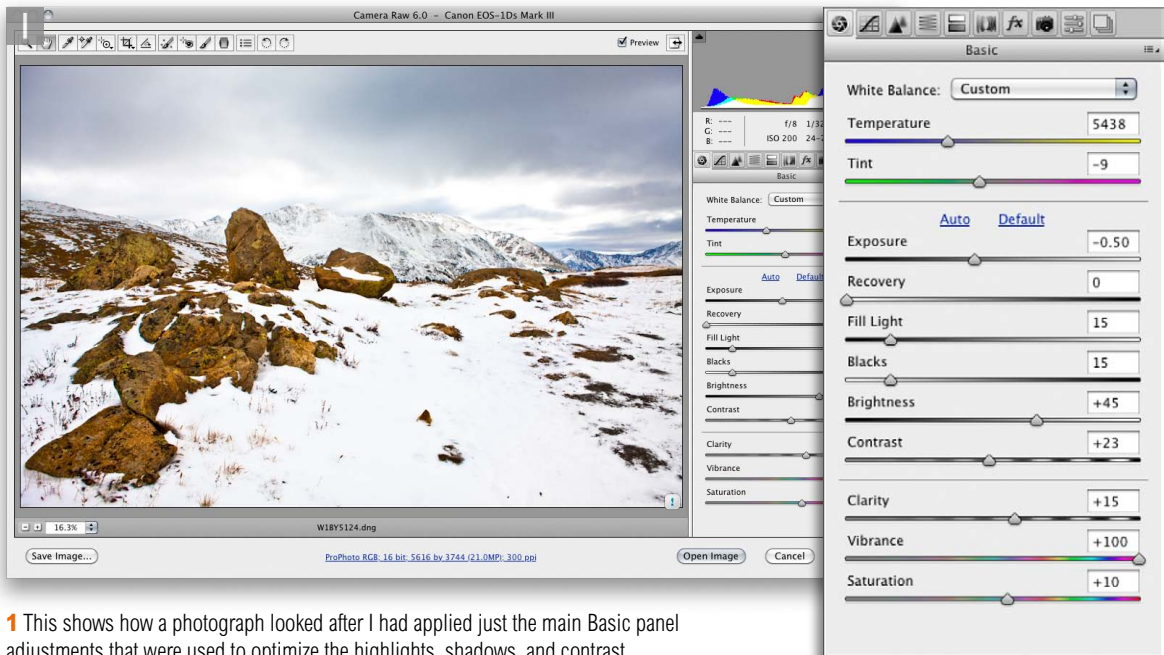 Camera Raw 6.0 – Canon EOS-1Ds Mark III
Preview
R: ---
G: ---
B: ---
f/8
ISO 200
Basic
White Balance: Custom
Temperature
Tint
Auto
Exposure
Recovery
Fill Light
Blacks
Brightness
Contrast
Clarity
Vibrance
Saturation
16.3%
W1BY5124.dng
Save Image...
ProPhoto RGB; 16 bit; 5616 by 3744 (21.0MP); 300 ppi
Open Image
Cancel
fx
Basic
White Balance: Custom
Temperature 5438
Tint -9
Auto Default
Exposure -0.50
Recovery 0
Fill Light 15
Blacks 15
Brightness +45
Contrast +23
Clarity +15
Vibrance +100
Saturation +10
1 This shows how a photograph looked after I had applied just the main Basic panel
adjustments that were used to optimize the highlights, shadows, and contrast.